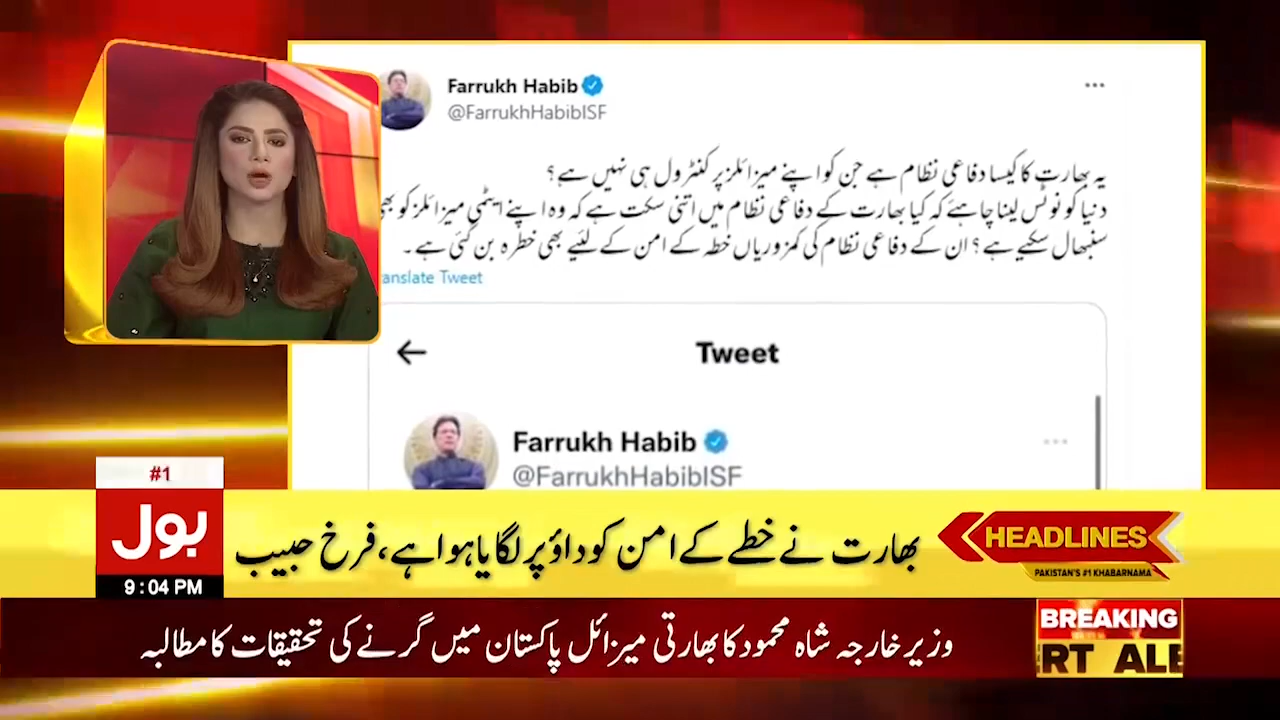 Farrukh Habib
@FarrukhHabibISF
یہ بھارت کا کیسا دفاعی نظام ہے جن کو اپنے میزائلز پر کنٹرول ہی نہیں ہے؟
دنیا کو نوٹس لینا چاہئے کہ کیا بھارت کے دفاعی نظام میں اتنی سکت ہے کہ وہ اپنے ایٹمی میزائلز کو بھی
سنبھال سکیے ہے؟ ان کے دفاعی نظام کی کمزوریاں خطہ کے امن کے لئیے بھی خطرہ بن گئی ہے۔
anslate Tweet
Tweet
Farrukh Habib
@FarrukhHabibISF
#1
بول
9:04 PM
بھارت نے خطے کے امن کو داؤ پر لگایا ہوا ہے، فرخ حبیب
HEADLINES
PAKISTAN'S #1 KHABARNAMA
وزیر خارجہ شاہ محمود کا بھارتی میزائل پاکستان میں گرنے کی تحقیقات کا مطالبہ
BREAKING
ERT ALE